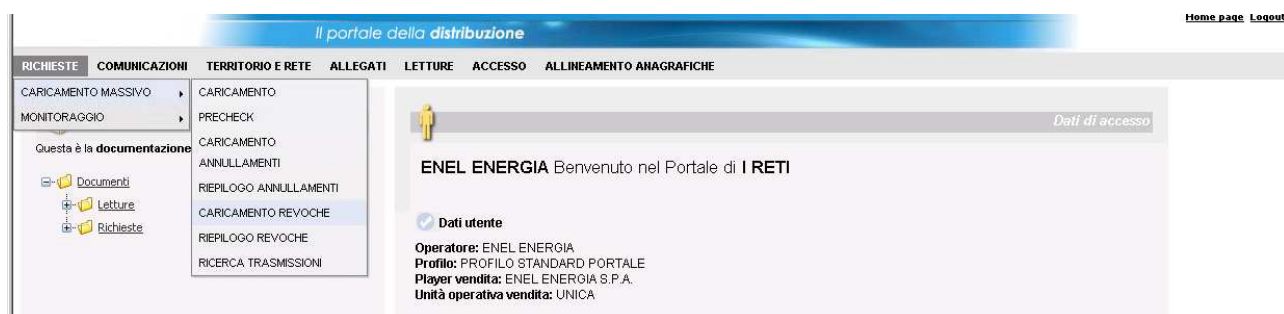 Home page Logout
Il portale della distribuzione
RICHIESTE COMUNICAZIONI TERRITORIO E RETE ALLEGATI LETTURE ACCESSO ALLINEAMENTO ANAGRAFICHE
CARICAMENTO MASSIVO
MONITORAGGIO
CARICAMENTO
PRECHECK
CARICAMENTO
ANNULLAMENTI
RIEPILOGO ANNULLAMENTI
CARICAMENTO REVOCHE
RIEPILOGO REVOCHE
RICERCA TRASMISSIONI
Questa è la documentazione
Documenti
Letture
Richieste
Dati di accesso
ENEL ENERGIA Benvenuto nel Portale di I RETI
Dati utente
Operatore: ENEL ENERGIA
Profilo: PROFILO STANDARD PORTALE
Player vendita: ENEL ENERGIA S.P.A.
Unità operativa vendita: UNICA